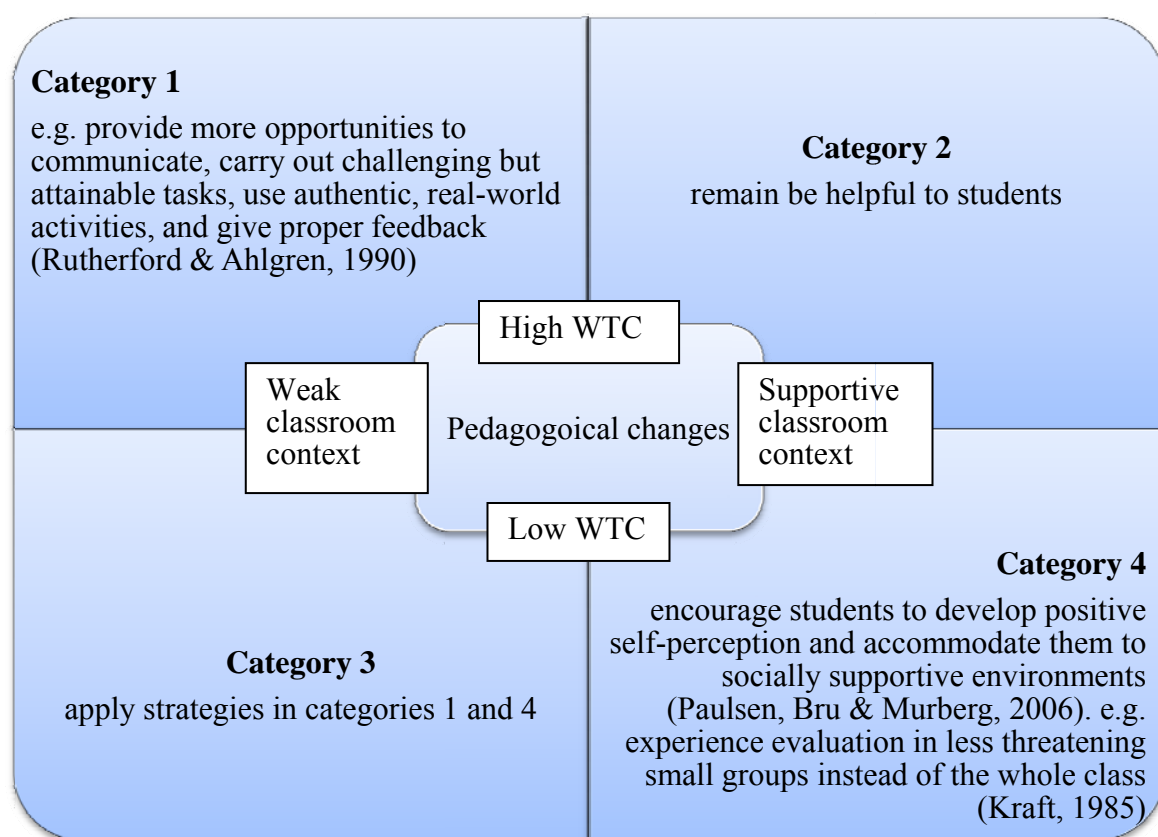 Category 1
e.g. provide more opportunities to
communicate, carry out challenging but
attainable tasks, use authentic, real-world
activities, and give proper feedback
(Rutherford & Ahlgren, 1990)
Category 2
remain be helpful to students
High WTC
Weak
classroom
context
Pedagogoical changes
Supportive
classroom
context
Low WTC
Category 3
apply strategies in categories 1 and 4
Category 4
encourage students to develop positive
self-perception and accommodate them to
socially supportive environments
(Paulsen, Bru & Murberg, 2006). e.g.
experience evaluation in less threatening
small groups instead of the whole class
(Kraft, 1985)